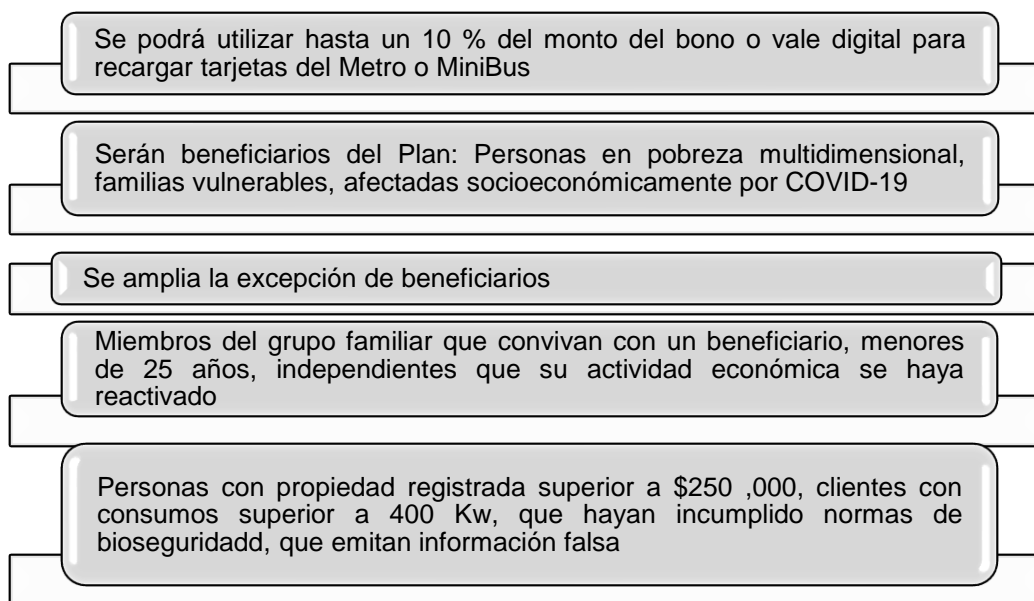 Se podrá utilizar hasta un 10 % del monto del bono o vale digital para
recargar tarjetas del Metro o MiniBus
Serán beneficiarios del Plan: Personas en pobreza multidimensional,
familias vulnerables, afectadas socioeconómicamente por COVID-19
Se amplia la excepción de beneficiarios
Miembros del grupo familiar que convivan con un beneficiario, menores
de 25 años, independientes que su actividad económica se haya
reactivado
Personas con propiedad registrada superior a $250 ,000, clientes con
consumos superior a 400 Kw, que hayan incumplido normas de
bioseguridadd, que emitan información falsa